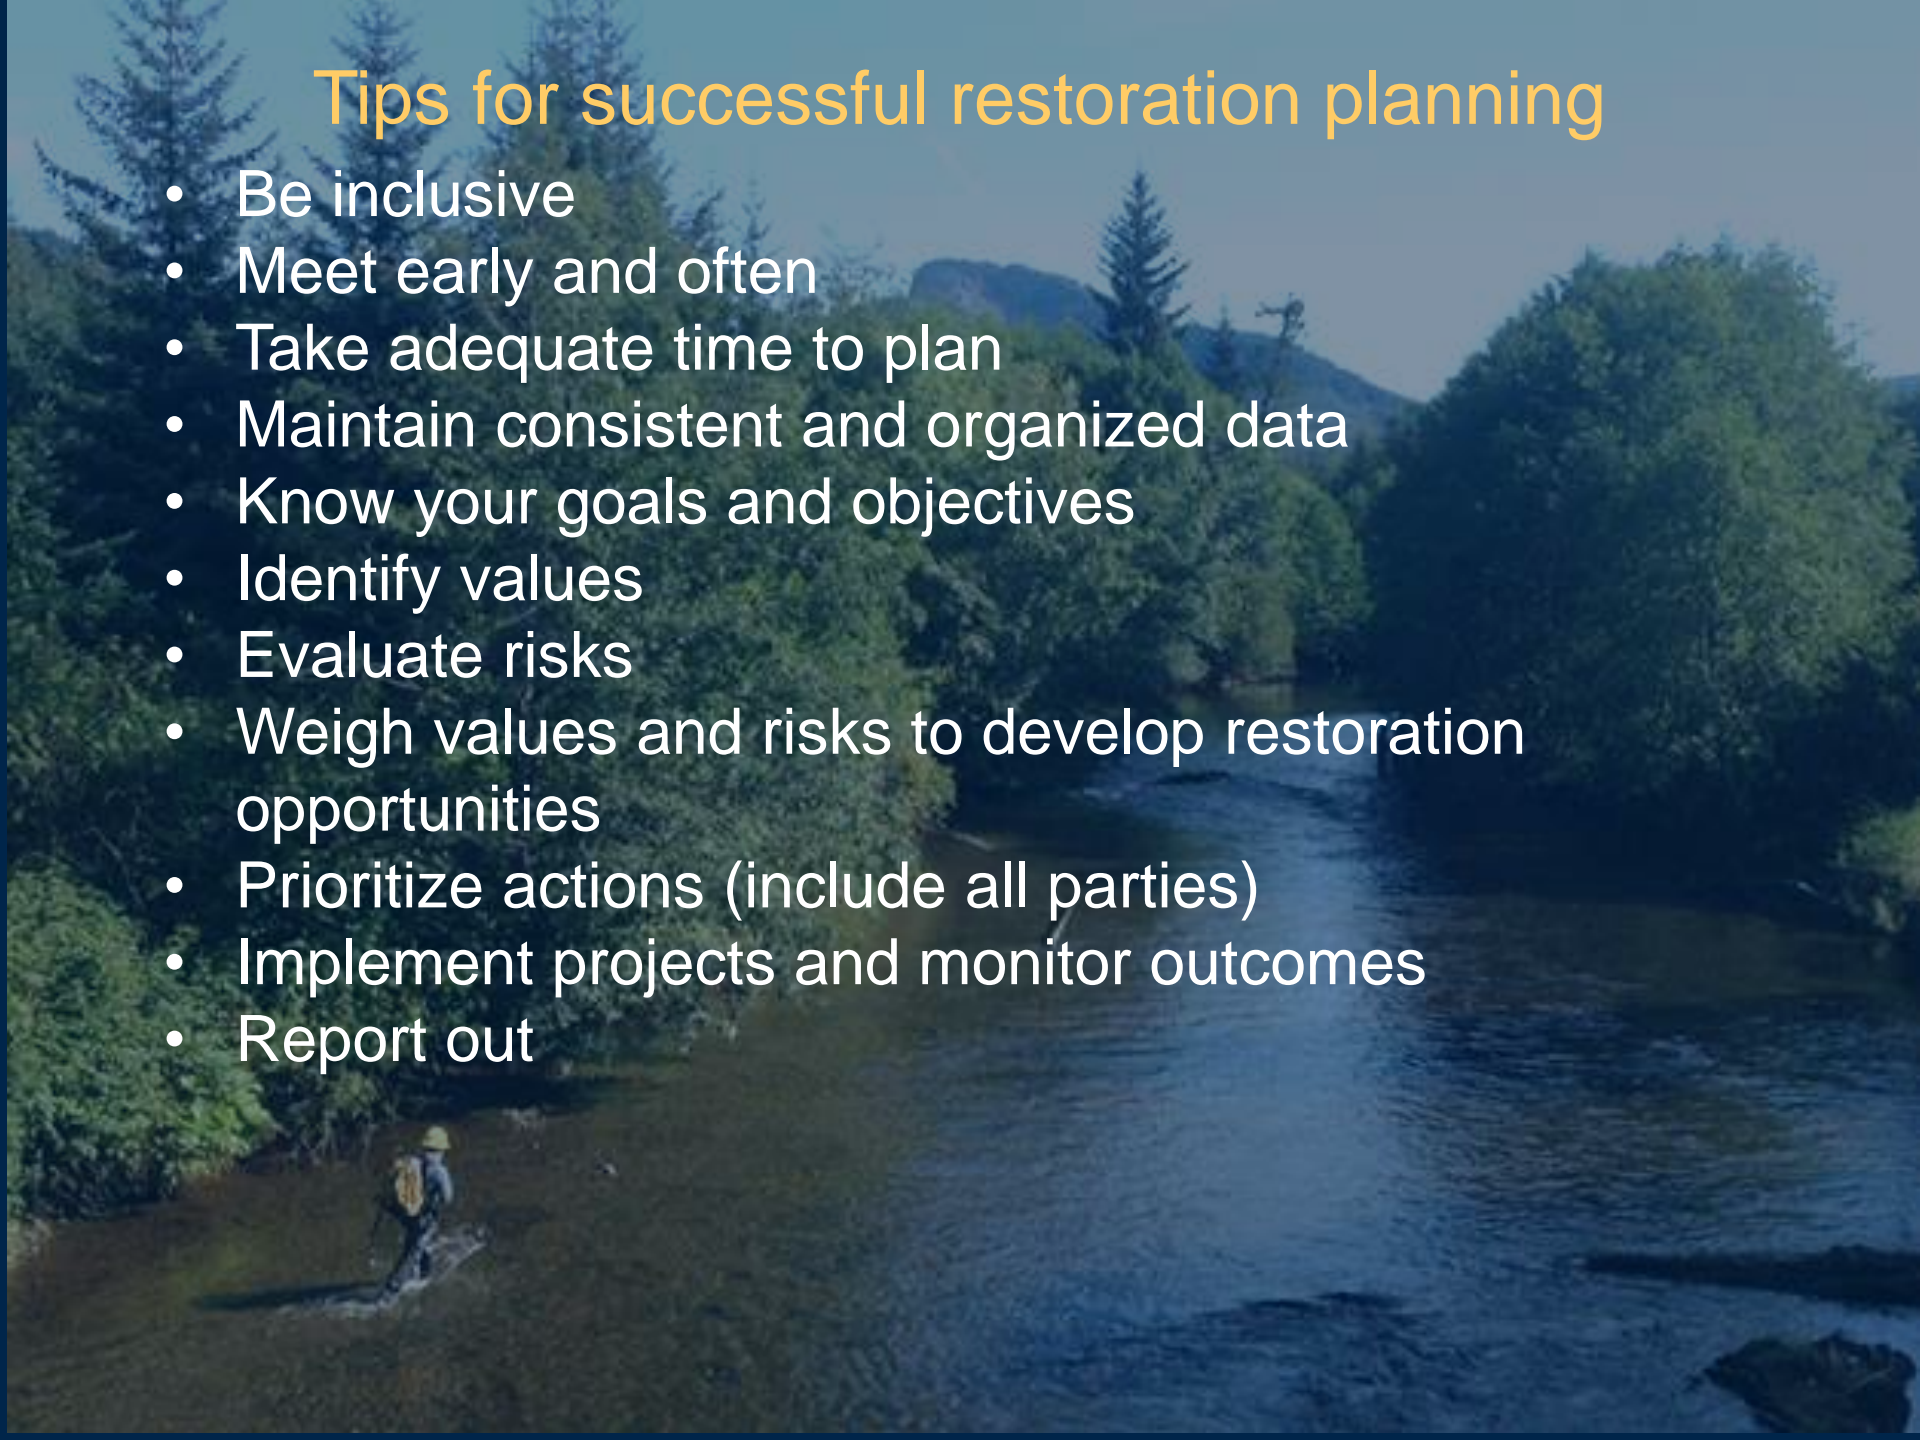 Tips for successful restoration planning
• Be inclusive
• Meet early and often
• Take adequate time to plan
• Maintain consistent and organized data
• Know your goals and objectives
• Identify values
• Evaluate risks
• Weigh values and risks to develop restoration
opportunities
• Prioritize actions (include all parties)
• Implement projects and monitor outcomes
• Report out